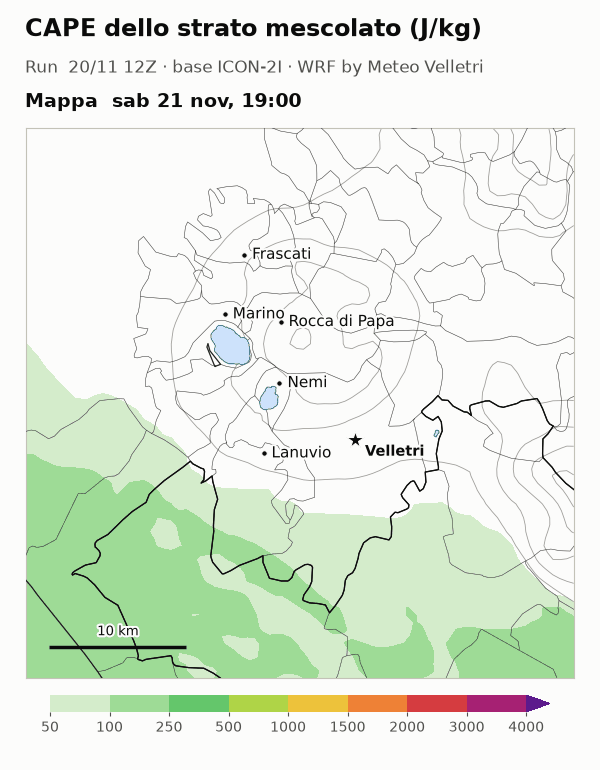 CAPE dello strato mescolato (J/kg)
Run 20/11 12Z · base ICON-2I · WRF by Meteo Velletri
Mappa sab 21 nov, 19:00
Frascati
Marino
Rocca di Papa
Nemi
Velletri
Lanuvio
10 km
50 100 250 500 1000 1500 2000 3000 4000